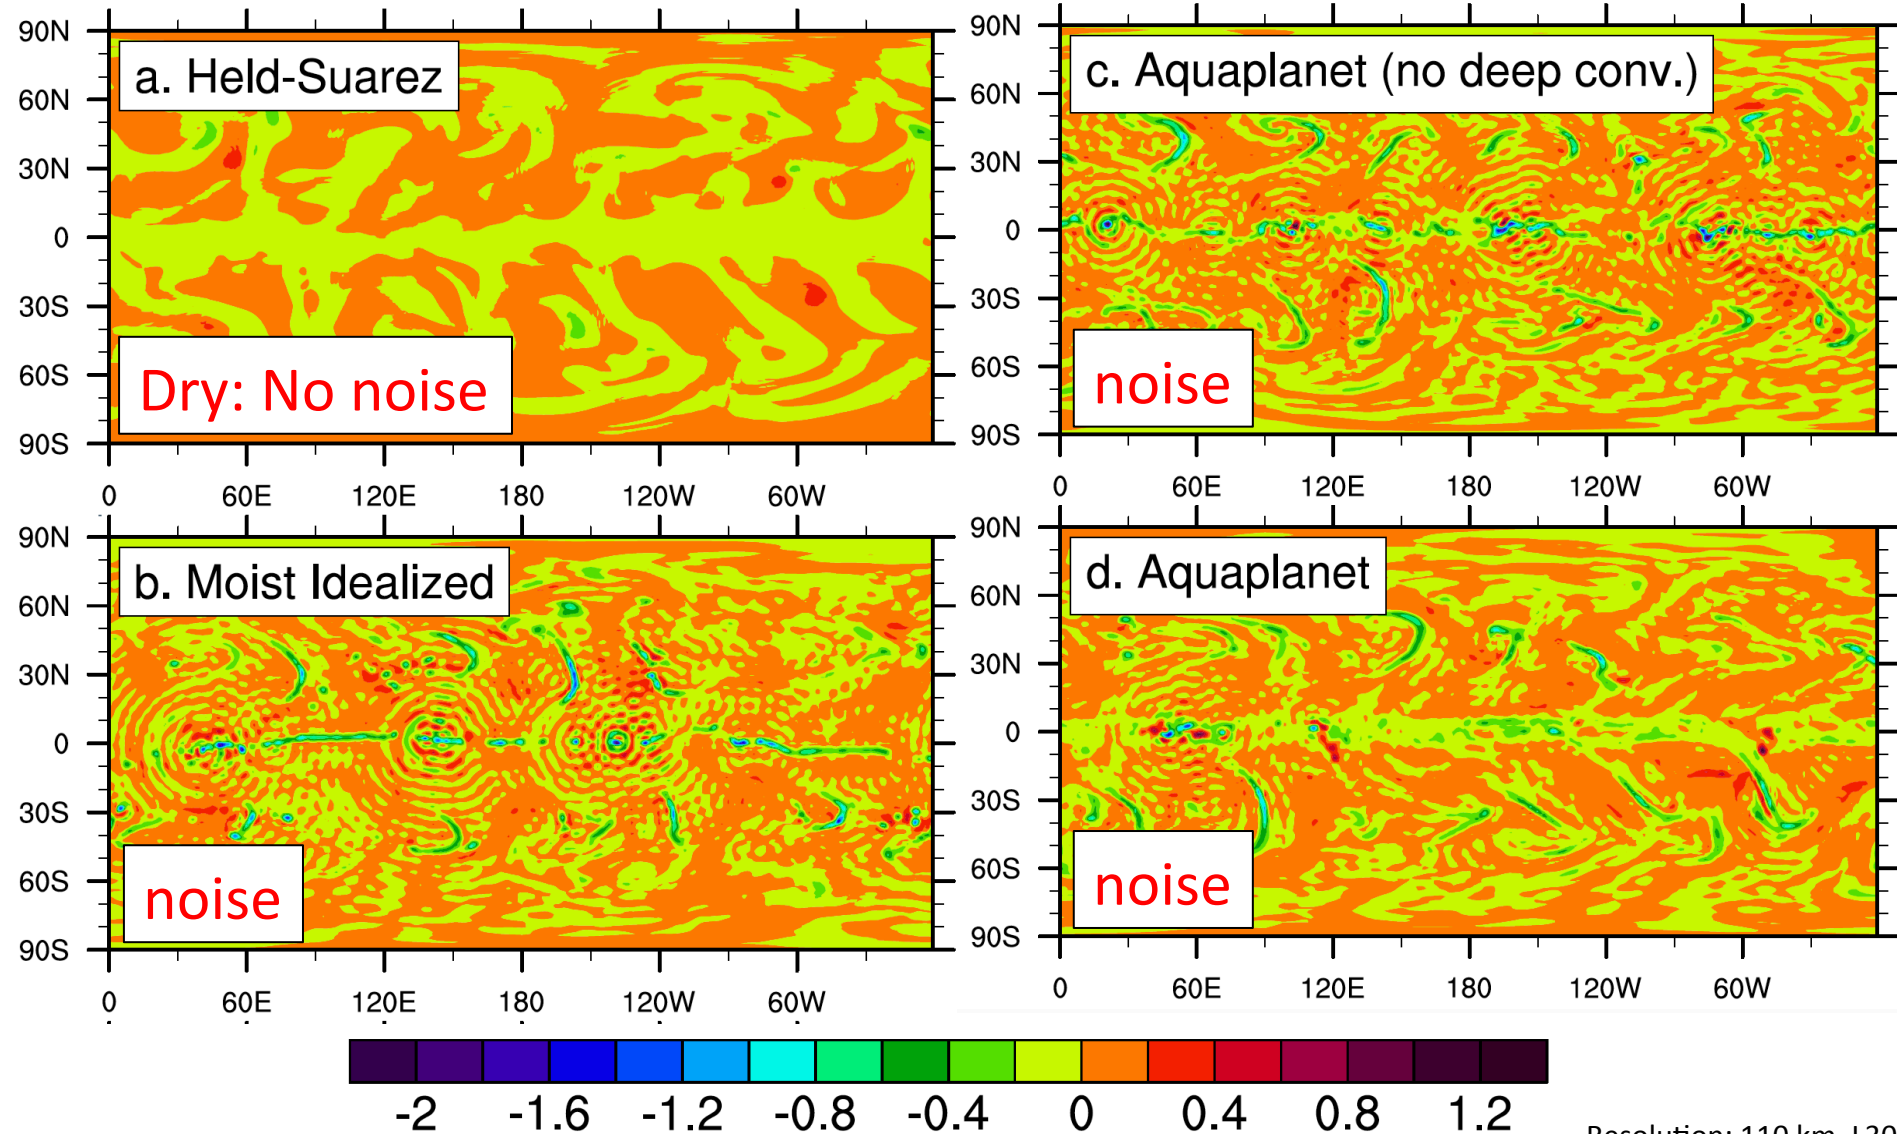 a. Held-Suarez
90N
60N
30N
0
30S
60S
90S
Dry: No noise
0 60E 120E 180 120W 60W
c. Aquaplanet (no deep conv.)
90N
60N
30N
0
30S
60S
90S
noise
0 60E 120E 180 120W 60W
b. Moist Idealized
90N
60N
30N
0
30S
60S
90S
noise
0 60E 120E 180 120W 60W
d. Aquaplanet
90N
60N
30N
0
30S
60S
90S
noise
0 60E 120E 180 120W 60W
-2 -1.6 -1.2 -0.8 -0.4 0 0.4 0.8 1.2
Resolution: 110 km